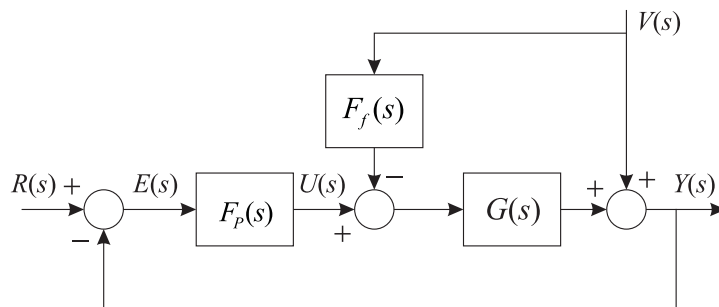 V(s)
F_f(s)
−
R(s) + E(s) F_P(s) U(s) + G(s) + + Y(s)
−